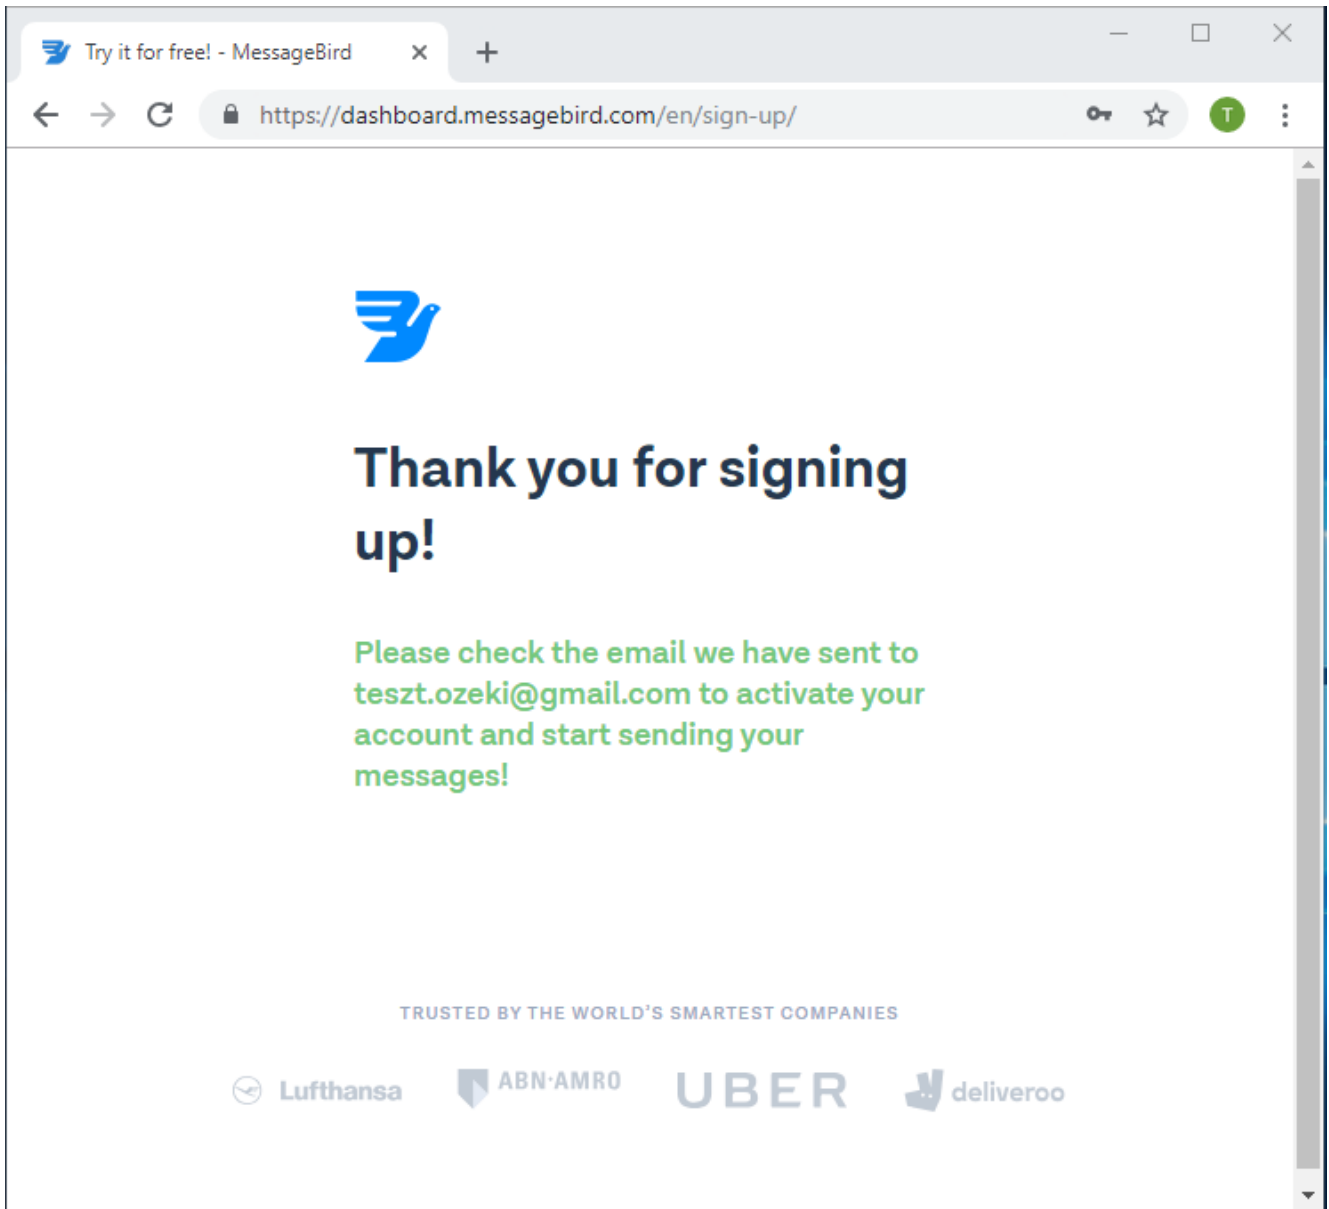 Try it for free! - MessageBird
https://dashboard.messagebird.com/en/sign-up/
T
Thank you for signing
up!
Please check the email we have sent to
teszt.ozeki@gmail.com to activate your
account and start sending your
messages!
TRUSTED BY THE WORLD'S SMARTEST COMPANIES
Lufthansa ABN·AMRO UBER deliveroo